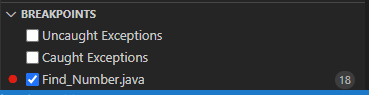 BREAKPOINTS
Uncaught Exceptions
Caught Exceptions
Find_Number.java 18